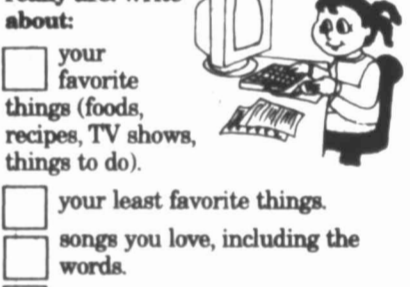 about:
your
favorite
things (foods,
recipes, TV shows,
things to do).
your least favorite things.
songs you love, including the
words.